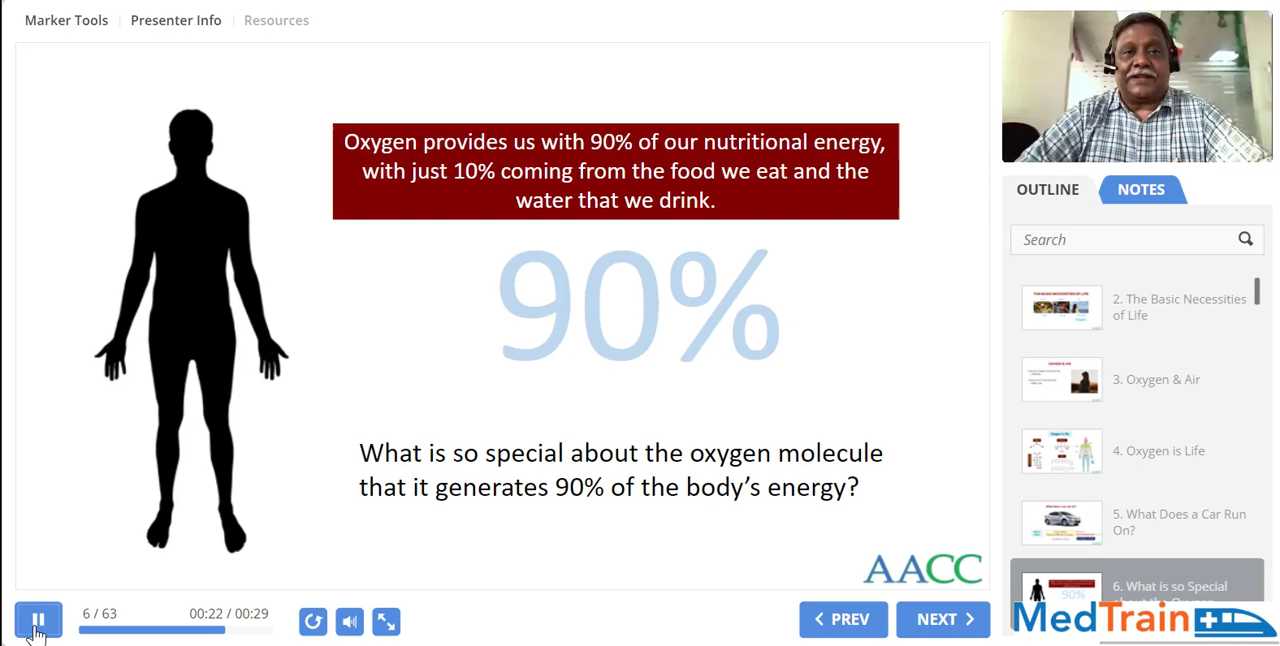 Marker Tools
Presenter Info
Resources
Oxygen provides us with 90% of our nutritional energy,
with just 10% coming from the food we eat and the
water that we drink.
90%
What is so special about the oxygen molecule
that it generates 90% of the body’s energy?
AACC
6 / 63
00:22 / 00:29
PREV
NEXT
OUTLINE
NOTES
Search
2. The Basic Necessities
of Life
3. Oxygen & Air
4. Oxygen is Life
5. What Does a Car Run
On?
6. What is so Special
MedTrain